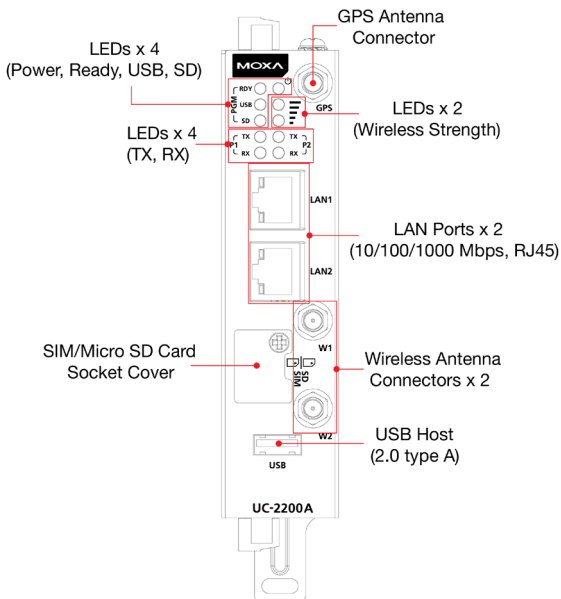 GPS Antenna
Connector
LEDs x 4
(Power, Ready, USB, SD)
MOXA
RDY
USB
SD
PGM
GPS
LEDs x 2
(Wireless Strength)
LEDs x 4
(TX, RX)
P1
TX
RX
TX
RX
P2
LAN1
LAN Ports x 2
(10/100/1000 Mbps, RJ45)
LAN2
W1
SIM/Micro SD Card
Socket Cover
SD
SIM
Wireless Antenna
Connectors x 2
W2
USB Host
(2.0 type A)
USB
UC-2200A